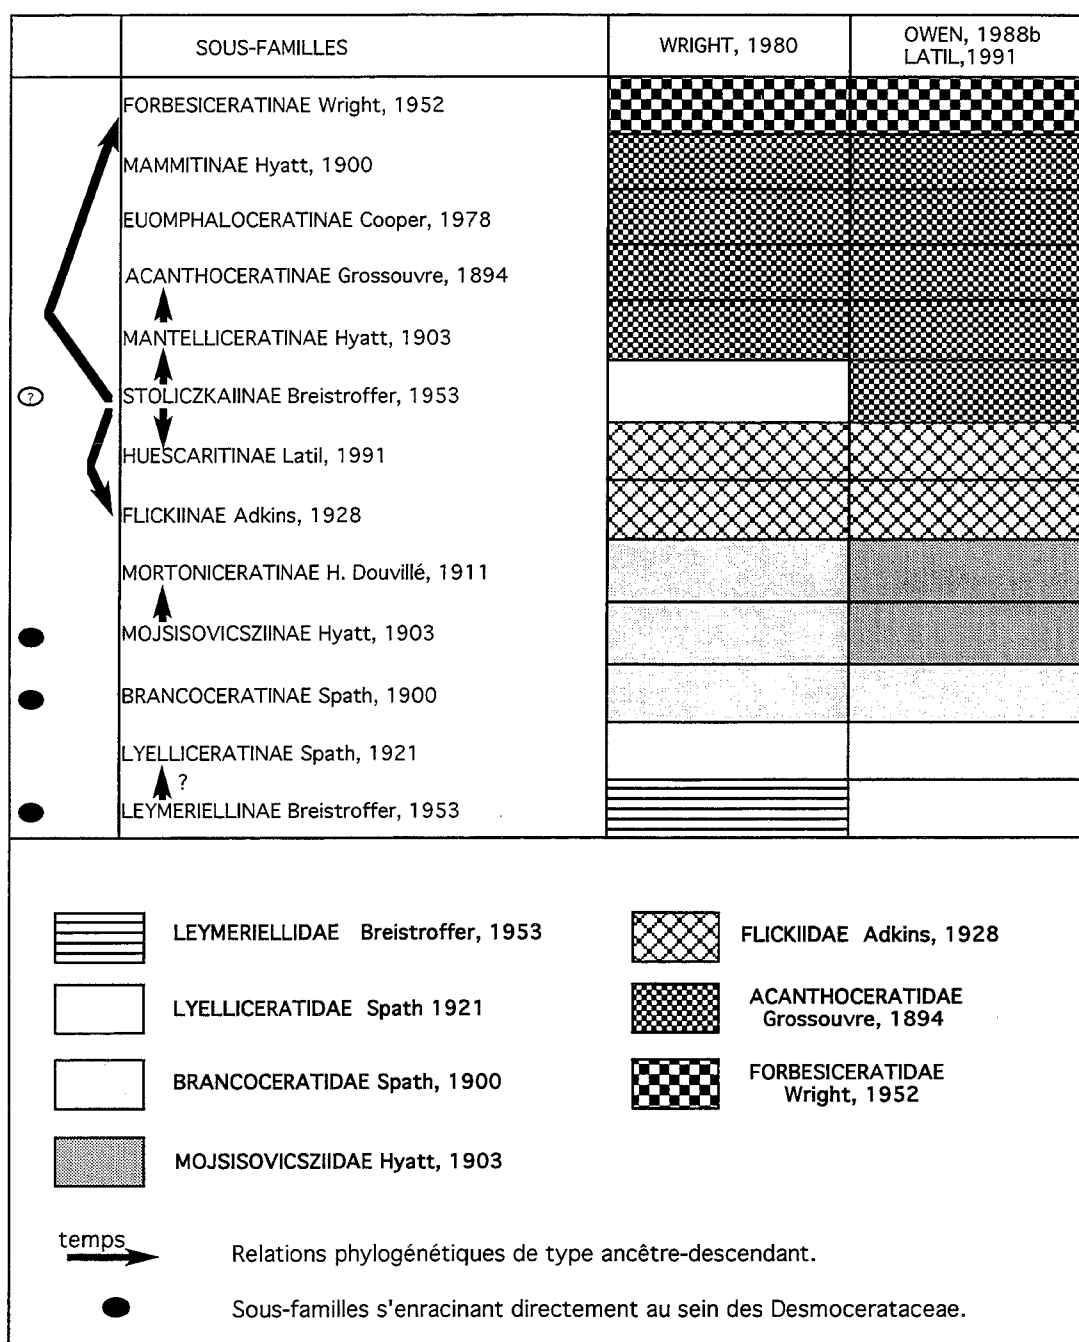 SOUS-FAMILLES
WRIGHT, 1980
OWEN, 1988b
LATIL,1991
FORBESICERATINAE Wright, 1952
MAMMITINAE Hyatt, 1900
EUOMPHALOCERATINAE Cooper, 1978
ACANTHOCERATINAE Grossouvre, 1894
MANTELLICERATINAE Hyatt, 1903
? STOLICZKAIINAE Breistroffer, 1953
HUESCARITINAE Latil, 1991
FLICKIINAE Adkins, 1928
MORTONICERATINAE H. Douvillé, 1911
MOJSISOVICSZIINAE Hyatt, 1903
BRANCOCERATINAE Spath, 1900
LYELLICERATINAE Spath, 1921
?
LEYMERIELLINAE Breistroffer, 1953
LEYMERIELLIDAE Breistroffer, 1953
LYELLICERATIDAE Spath 1921
BRANCOCERATIDAE Spath, 1900
MOJSISOVICSZIIDAE Hyatt, 1903
FLICKIIDAE Adkins, 1928
ACANTHOCERATIDAE
Grossouvre, 1894
FORBESICERATIDAE
Wright, 1952
temps
Relations phylogénétiques de type ancêtre-descendant.
Sous-familles s'enracinant directement au sein des Desmocerataceae.